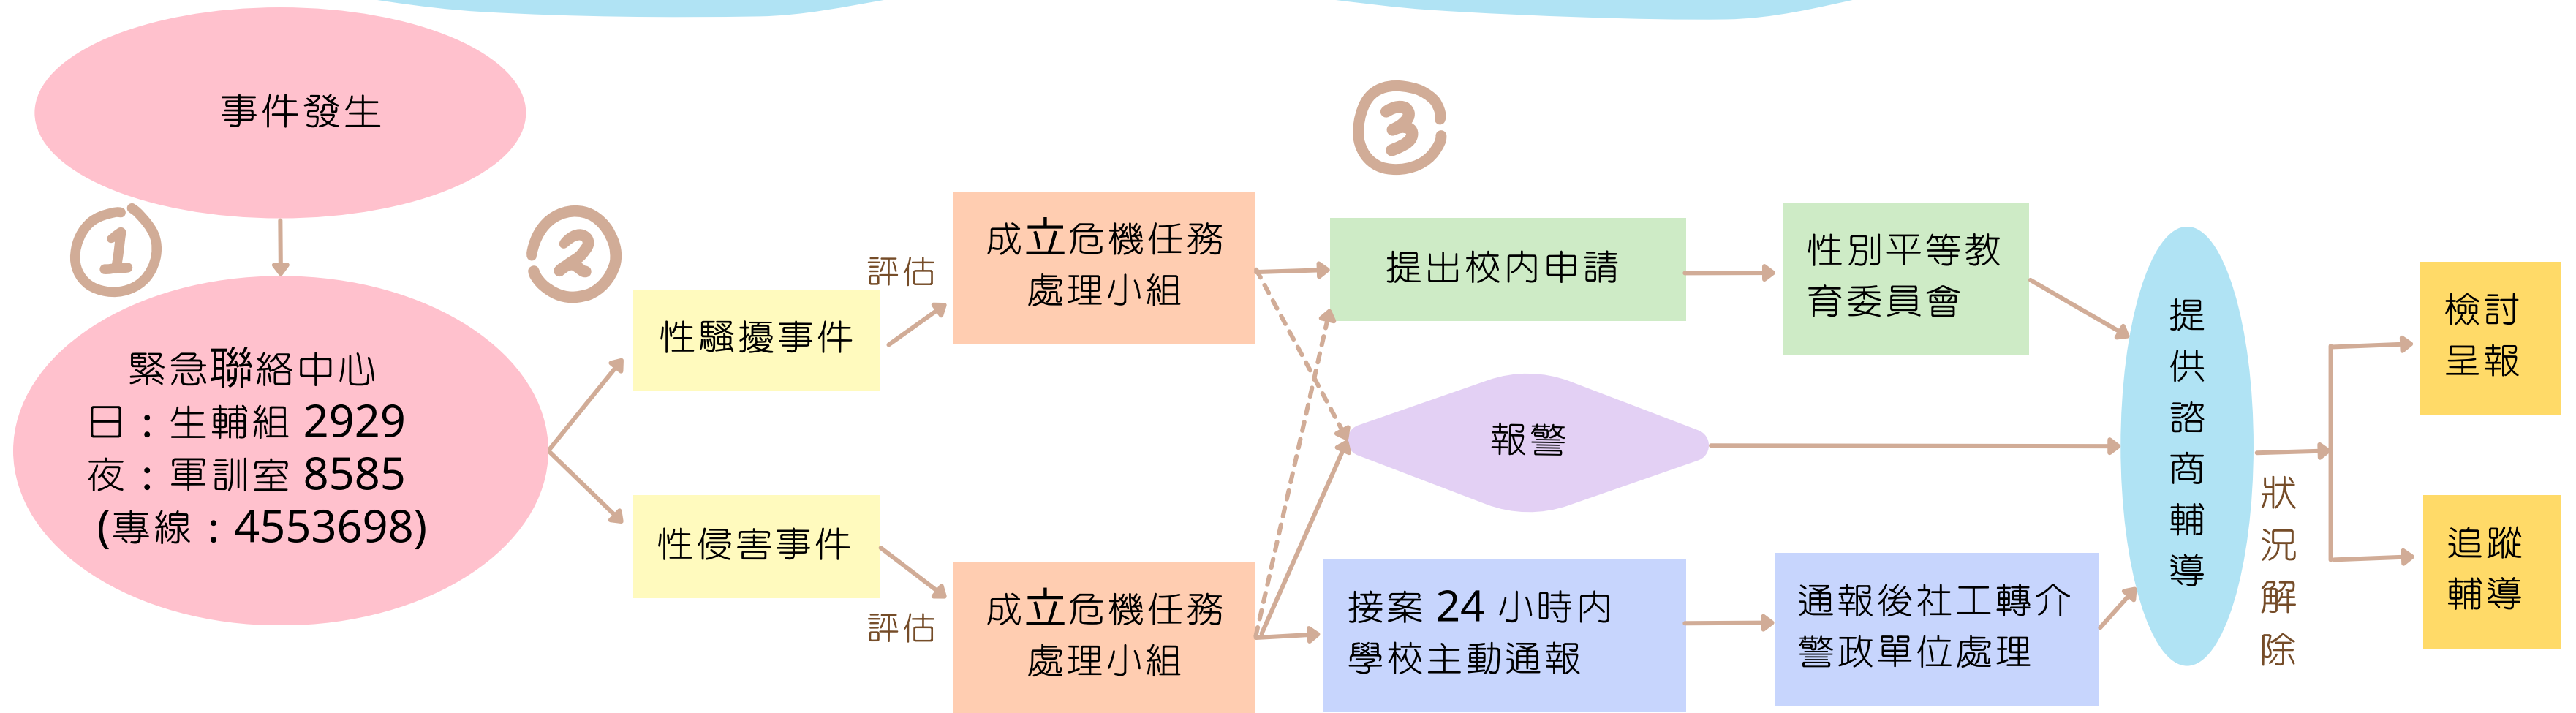 事件發生
1
緊急聯絡中心
日：生輔組 2929
夜：軍訓室 8585
(專線：4553698)
2
性騷擾事件
性侵害事件
評估
評估
成立危機任務
處理小組
成立危機任務
處理小組
3
提出校內申請
性別平等教
育委員會
報警
接案 24 小時內
學校主動通報
通報後社工轉介
警政單位處理
提
供
諮
商
輔
導
狀
況
解
除
檢討
呈報
追蹤
輔導